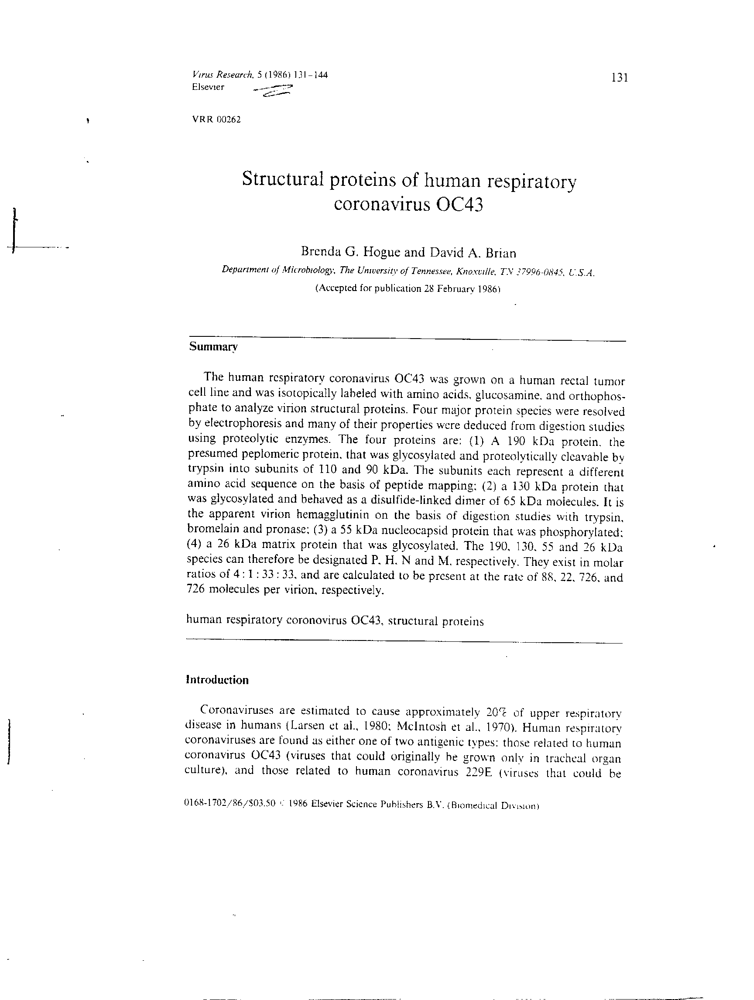 Virus Research, 5 (1986) 131–144
131
Elsevier
VRR 00262
Structural proteins of human respiratory
coronavirus OC43
Brenda G. Hogue and David A. Brian
Department of Microbiology, The University of Tennessee, Knoxville, TN 37996-0845, U.S.A.
(Accepted for publication 28 February 1986)
Summary
The human respiratory coronavirus OC43 was grown on a human rectal tumor
cell line and was isotopically labeled with amino acids, glucosamine, and orthophos-
phate to analyze virion structural proteins. Four major protein species were resolved
by electrophoresis and many of their properties were deduced from digestion studies
using proteolytic enzymes. The four proteins are: (1) A 190 kDa protein, the
presumed peplomeric protein, that was glycosylated and proteolytically cleavable by
trypsin into subunits of 110 and 90 kDa. The subunits each represent a different
amino acid sequence on the basis of peptide mapping; (2) a 130 kDa protein that
was glycosylated and behaved as a disulfide-linked dimer of 65 kDa molecules. It is
the apparent virion hemagglutinin on the basis of digestion studies with trypsin,
bromelain and pronase; (3) a 55 kDa nucleocapsid protein that was phosphorylated;
(4) a 26 kDa matrix protein that was glycosylated. The 190, 130, 55 and 26 kDa
species can therefore be designated P, H, N and M, respectively. They exist in molar
ratios of 4 : 1 : 33 : 33, and are calculated to be present at the rate of 88, 22, 726, and
726 molecules per virion, respectively.
human respiratory coronovirus OC43, structural proteins
Introduction
Coronaviruses are estimated to cause approximately 20% of upper respiratory
disease in humans (Larsen et al., 1980; McIntosh et al., 1970). Human respiratory
coronaviruses are found as either one of two antigenic types: those related to human
coronavirus OC43 (viruses that could originally be grown only in tracheal organ
culture), and those related to human coronavirus 229E (viruses that could be
0168-1702/86/$03.50 © 1986 Elsevier Science Publishers B.V. (Biomedical Division)